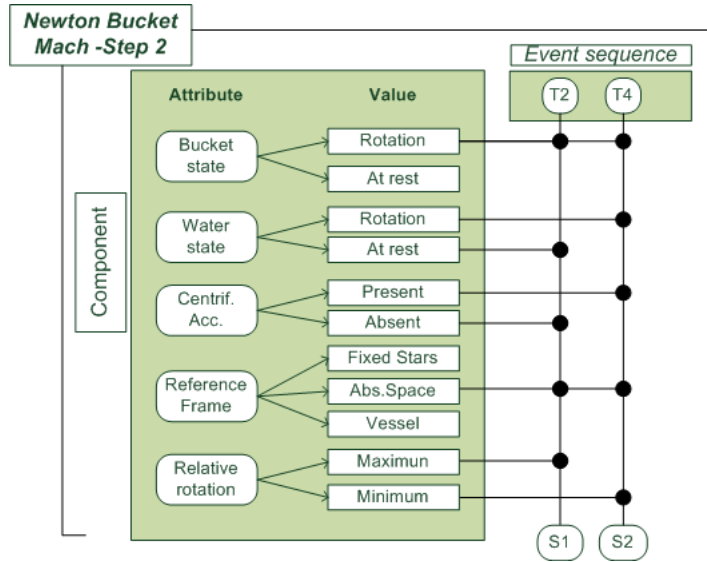 Newton Bucket
Mach -Step 2
Event sequence
T2 T4
Attribute Value
Component
Bucket
state
Rotation
At rest
Water
state
Rotation
At rest
Centrif.
Acc.
Present
Absent
Reference
Frame
Fixed Stars
Abs.Space
Vessel
Relative
rotation
Maximun
Minimum
S1 S2